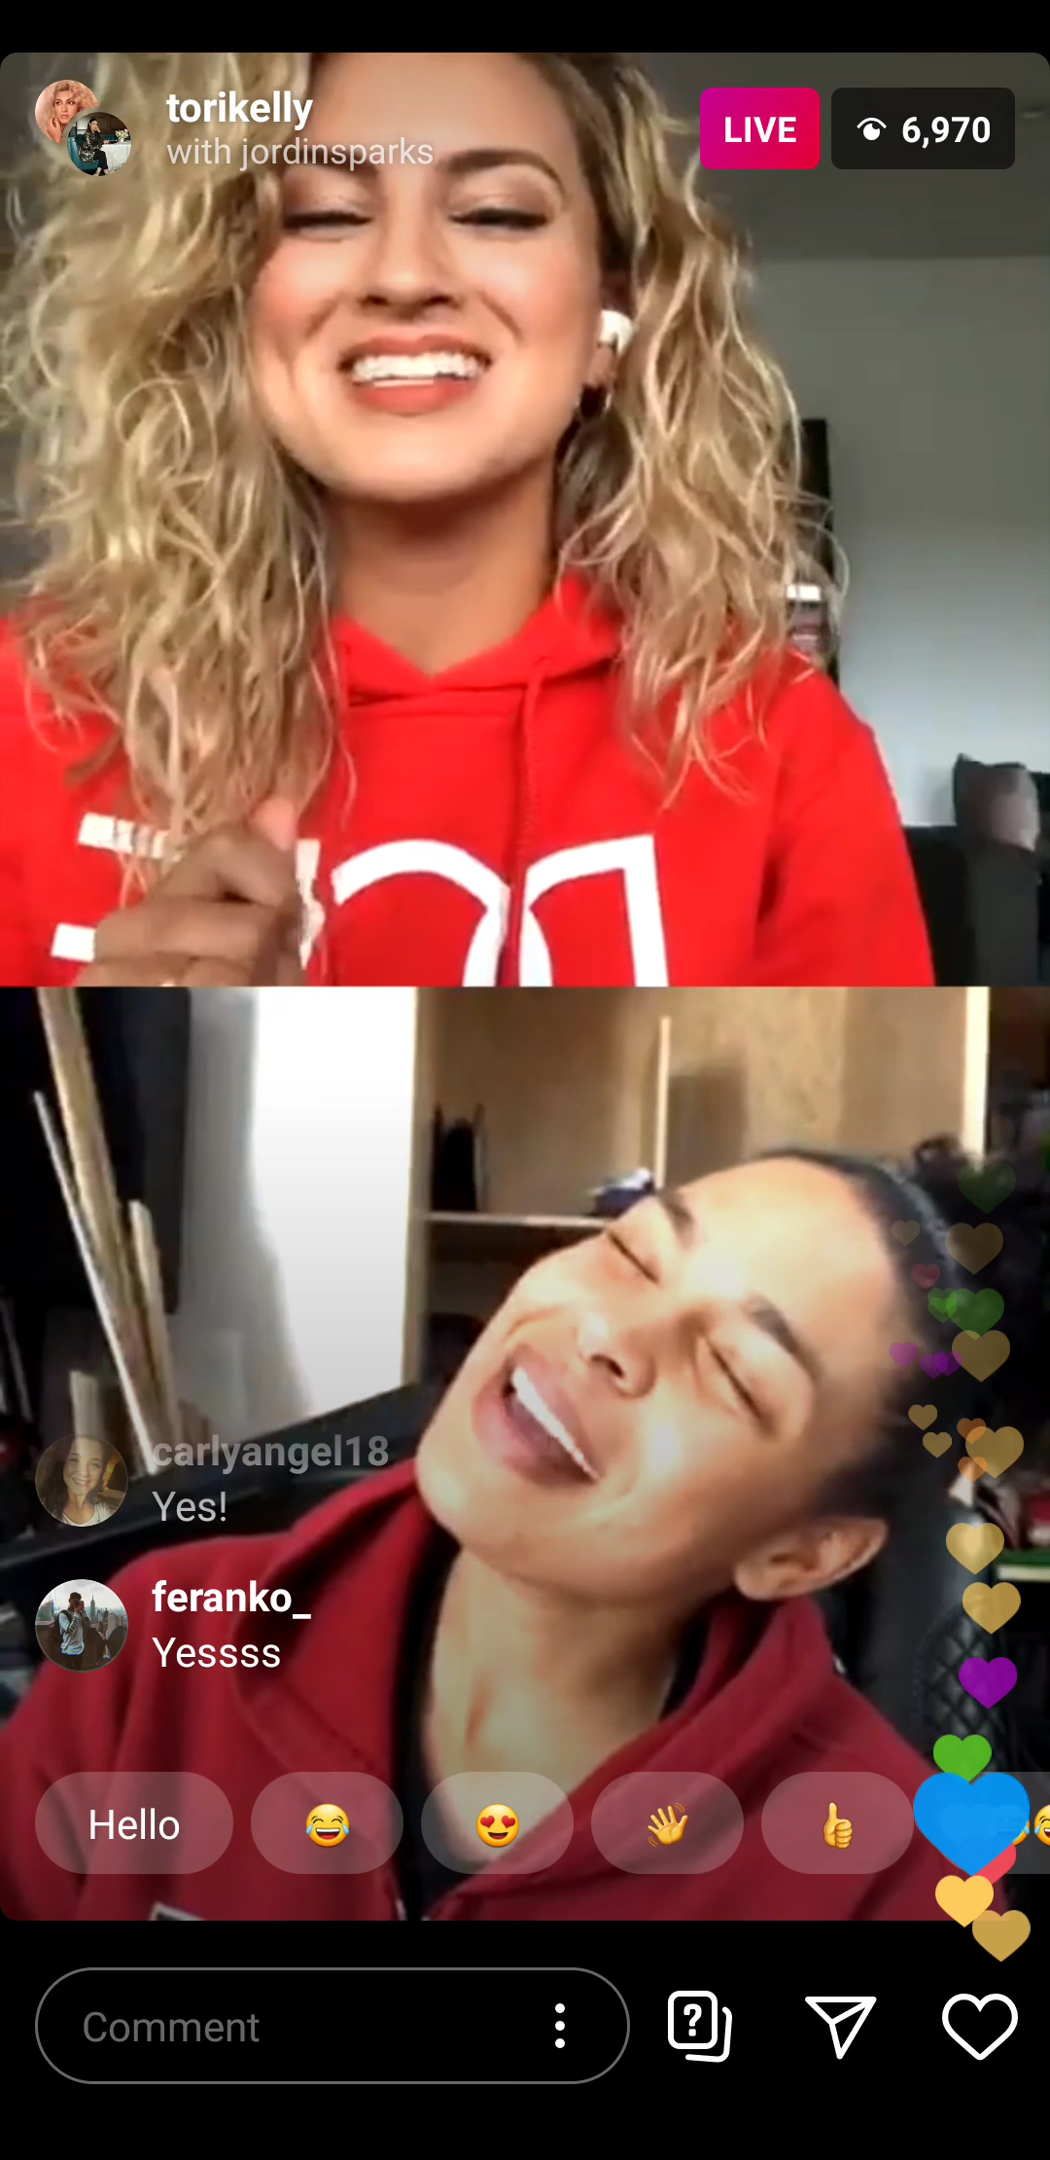 torikelly
with jordinsparks
LIVE
6,970
carlyangel18
Yes!
feranko_
Yessss
Hello
Comment